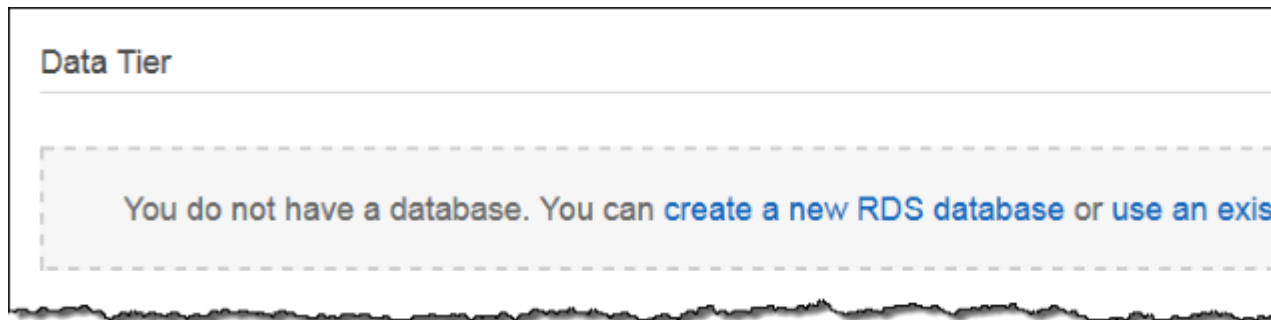 Data Tier
You do not have a database. You can create a new RDS database or use an exis